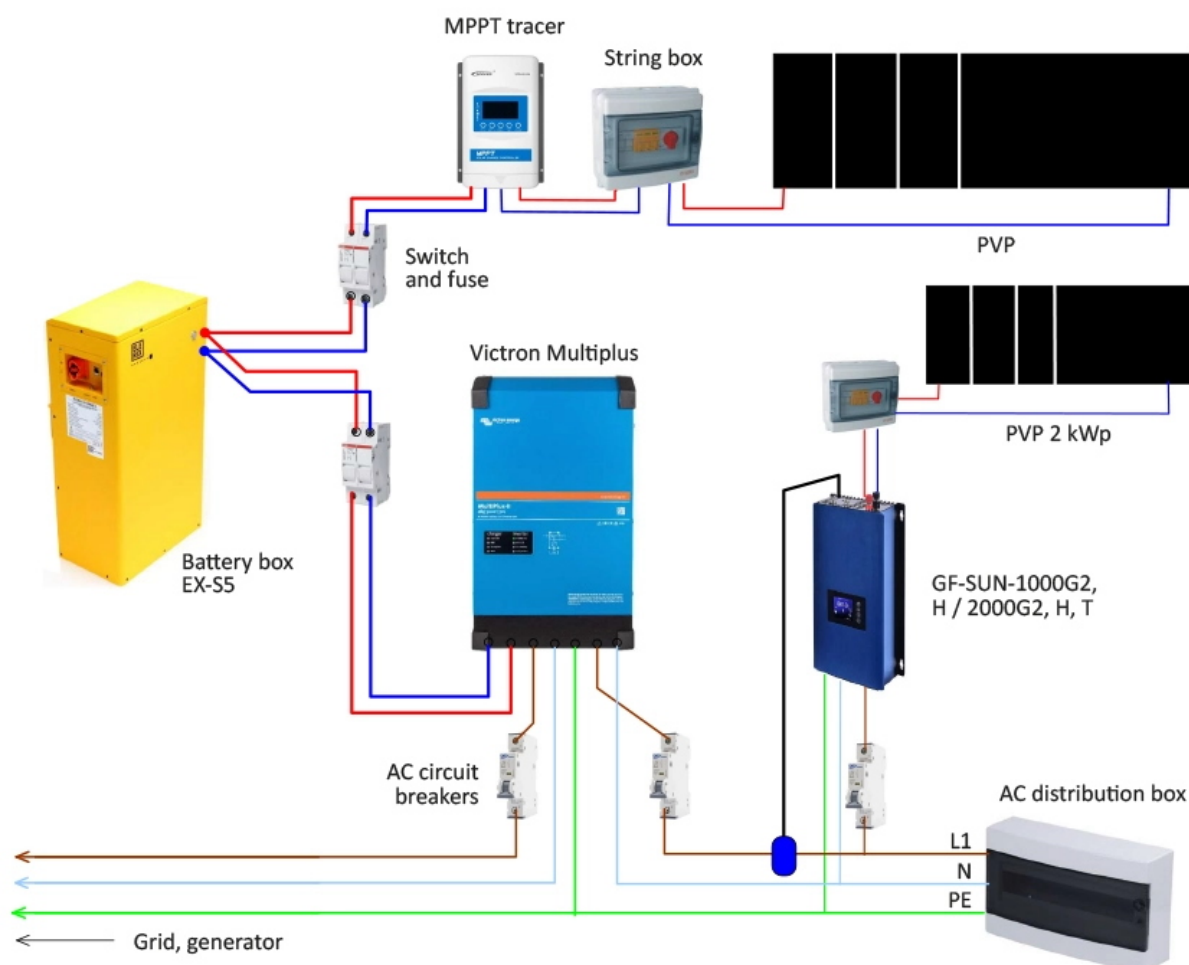 MPPT tracer
String box
MPPT
PVP
Switch
and fuse
Victron Multiplus
PVP 2 kWp
Battery box
EX-S5
GF-SUN-1000G2,
H / 2000G2, H, T
AC circuit
breakers
AC distribution box
L1
N
PE
Grid, generator